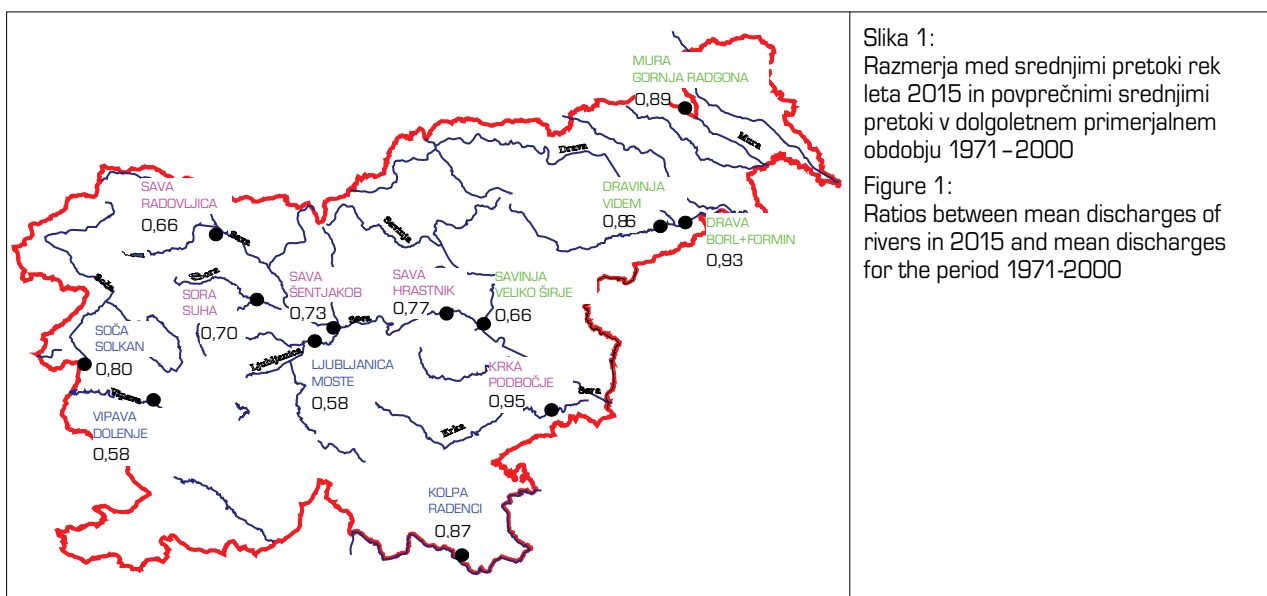 MURA
GORNJA RADGONA
0,89
Mura
Drava
SAVA
RADOVLJICA
0,66
Sava
DRAVINJA
VIDEM
0,86
DRAVA
BORL+FORMIN
0,93
Savinja
Sora
Soča
SORA
SUHA
0,70
SAVA
ŠENTJAKOB
0,73
Sava
SAVA
HRASTNIK
0,77
SAVINJA
VELIKO ŠIRJE
0,66
SOČA
SOLKAN
0,80
Ljubljanica
LJUBLJANICA
MOSTE
0,58
KRKA
PODBOČJE
0,95
Sava
Vipava
VIPAVA
DOLENJE
0,58
Krka
KOLPA
RADENCI
0,87
Slika 1:
Razmerja med srednjimi pretoki rek
leta 2015 in povprečnimi srednjimi
pretoki v dolgoletnem primerjalnem
obdobju 1971–2000
Figure 1:
Ratios between mean discharges of
rivers in 2015 and mean discharges
for the period 1971-2000